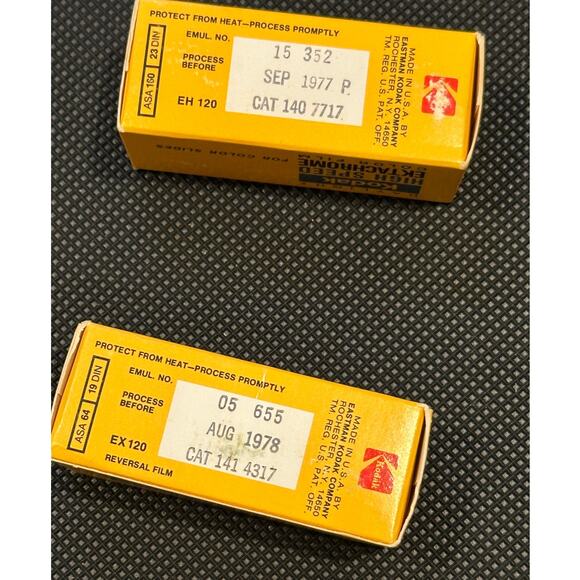 PROTECT FROM HEAT—PROCESS PROMPTLY
EMUL. NO.
15 352
PROCESS
BEFORE
SEP 1977 P
EH 120
CAT 140 7717
ASA 160 23 DIN
MADE IN U.S.A. BY
EASTMAN KODAK COMPANY
ROCHESTER, N.Y. 14650
TM. REG. U.S. PAT. OFF.
Kodak
Kodak
HIGH SPEED
EKTACHROME
COLOR FILM
FOR COLOR SLIDES
PROTECT FROM HEAT—PROCESS PROMPTLY
EMUL. NO.
05 655
PROCESS
BEFORE
AUG 1978
EX 120
CAT 141 4317
REVERSAL FILM
ASA 64 19 DIN
MADE IN U.S.A. BY
EASTMAN KODAK COMPANY
ROCHESTER, N.Y. 14650
TM. REG. U.S. PAT. OFF.
Kodak